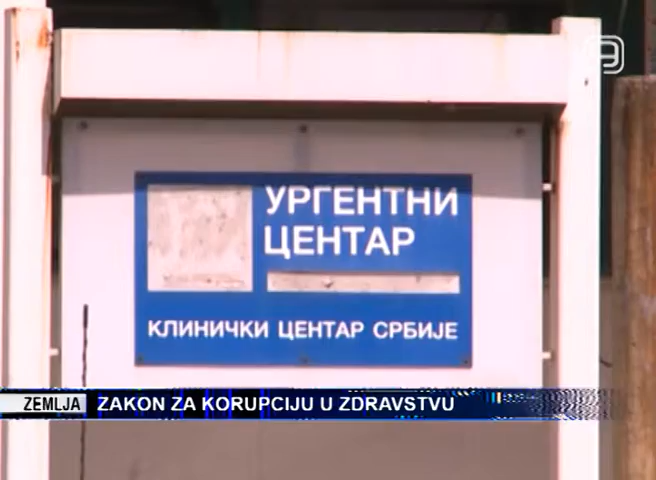 УРГЕНТНИ
ЦЕНТАР
КЛИНИЧКИ ЦЕНТАР СРБИЈЕ
ZEMLJA
ZAKON ZA KORUPCIJU U ZDRAVSTVU